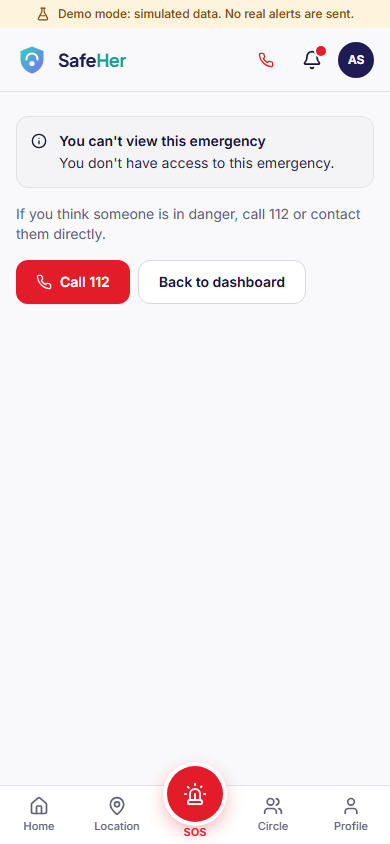 Demo mode: simulated data. No real alerts are sent.
SafeHer
AS
You can't view this emergency
You don't have access to this emergency.
If you think someone is in danger, call 112 or contact
them directly.
Call 112
Back to dashboard
Home
Location
SOS
Circle
Profile